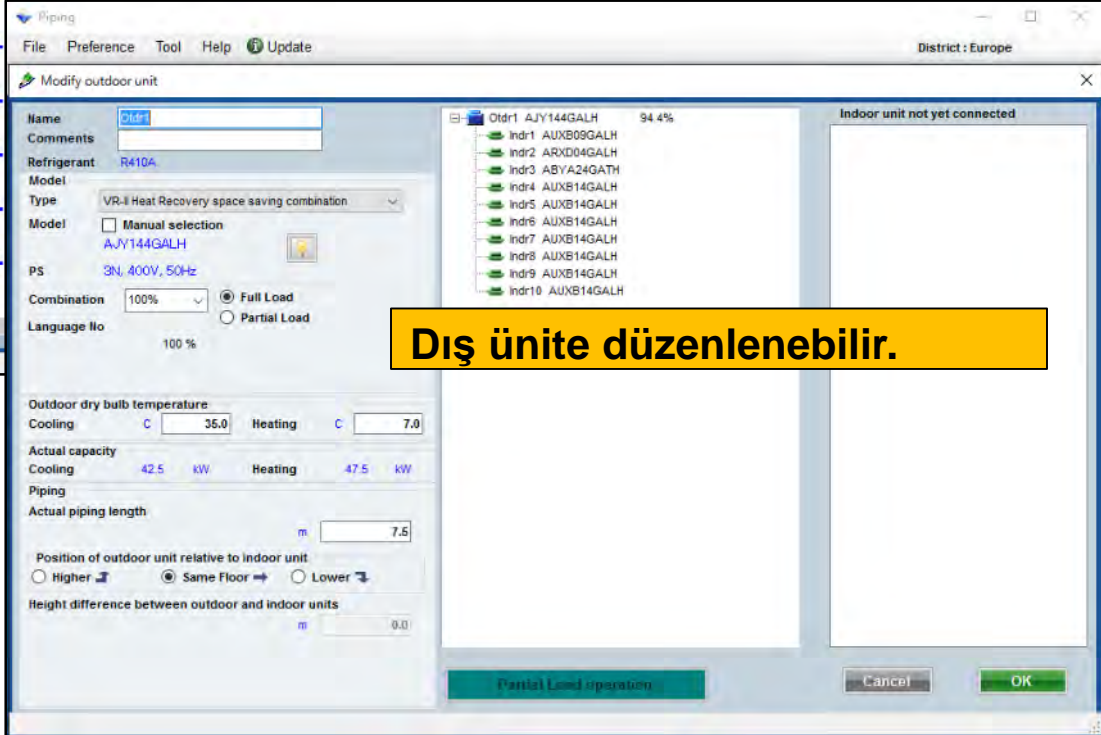 Piping
File Preference Tool Help Update District : Europe
Modify outdoor unit
Name Otdr1
Comments
Refrigerant R410A
Model
Type VR-II Heat Recovery space saving combination
Model Manual selection
AJY144GALH
PS 3N, 400V, 50Hz
Combination 100% Full Load
Partial Load
Language No
100 %
Outdoor dry bulb temperature
Cooling C 35.0 Heating C 7.0
Actual capacity
Cooling 42.5 kW Heating 47.5 kW
Piping
Actual piping length
m 7.5
Position of outdoor unit relative to indoor unit
Higher Same Floor Lower
Height difference between outdoor and indoor units
m 0.0
Otdr1 AJY144GALH 94.4%
Indr1 AUXB09GALH
Indr2 ARXD04GALH
Indr3 ABYA24GATH
Indr4 AUXB14GALH
Indr5 AUXB14GALH
Indr6 AUXB14GALH
Indr7 AUXB14GALH
Indr8 AUXB14GALH
Indr9 AUXB14GALH
Indr10 AUXB14GALH
Dış ünite düzenlenebilir.
Indoor unit not yet connected
Partial Load operation
Cancel OK